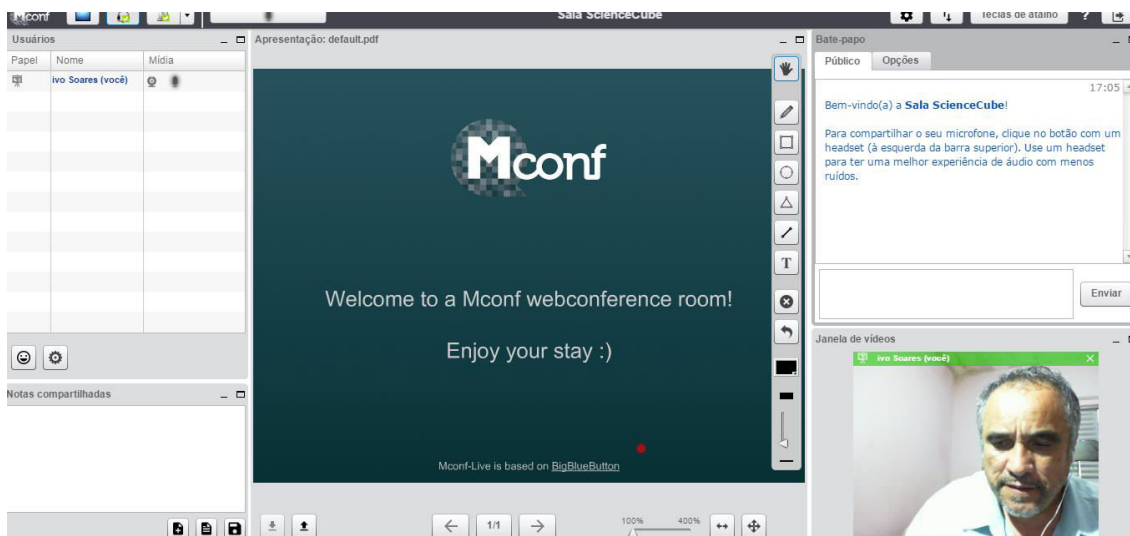 Mconf
Sala ScienceCube
Teclas de atalho
?
Usuários
Papel Nome Mídia
ivo Soares (você)
Notas compartilhadas
Apresentação: default.pdf
Mconf
Welcome to a Mconf webconference room!
Enjoy your stay :)
Mconf-Live is based on BigBlueButton
T
1/1
100% 400%
Bate-papo
Público Opções
17:05
Bem-vindo(a) a Sala ScienceCube!
Para compartilhar o seu microfone, clique no botão com um
headset (à esquerda da barra superior). Use um headset
para ter uma melhor experiência de áudio com menos
ruídos.
Enviar
Janela de vídeos
ivo Soares (você)